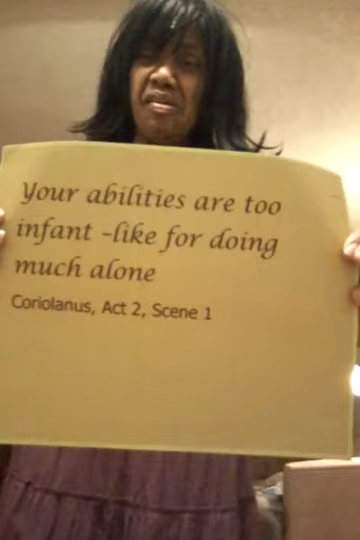 Your abilities are too
infant -like for doing
much alone
Coriolanus, Act 2, Scene 1